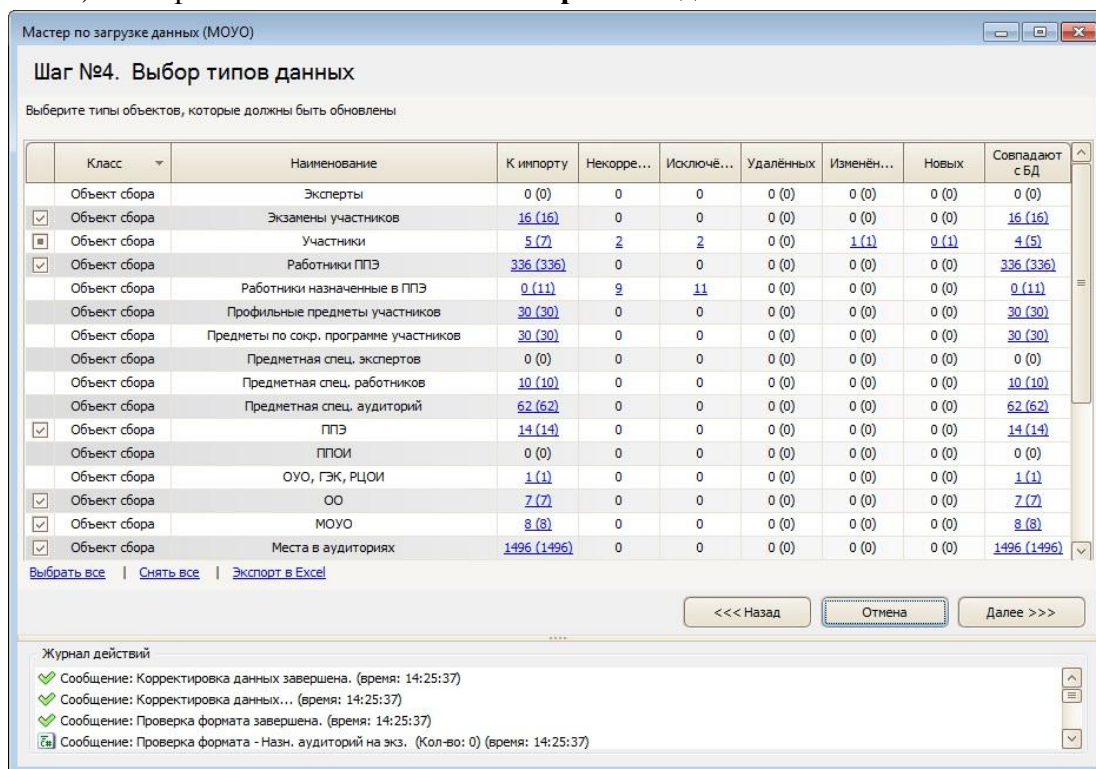 Мастер по загрузке данных (МОУО)
Шаг №4. Выбор типов данных
Выберите типы объектов, которые должны быть обновлены
Класс Наименование К импорту Некорре... Исключё... Удалённых Изменён... Новых Совпадают с БД
Объект сбора Эксперты 0 (0) 0 0 0 (0) 0 (0) 0 (0) 0 (0)
Объект сбора Экзамены участников 16 (16) 0 0 0 (0) 0 (0) 0 (0) 16 (16)
Объект сбора Участники 5 (7) 2 2 0 (0) 1 (1) 0 (1) 4 (5)
Объект сбора Работники ППЭ 336 (336) 0 0 0 (0) 0 (0) 0 (0) 336 (336)
Объект сбора Работники назначенные в ППЭ 0 (11) 9 11 0 (0) 0 (0) 0 (0) 0 (11)
Объект сбора Профильные предметы участников 30 (30) 0 0 0 (0) 0 (0) 0 (0) 30 (30)
Объект сбора Предметы по сокр. программе участников 30 (30) 0 0 0 (0) 0 (0) 0 (0) 30 (30)
Объект сбора Предметная спец. экспертов 0 (0) 0 0 0 (0) 0 (0) 0 (0) 0 (0)
Объект сбора Предметная спец. работников 10 (10) 0 0 0 (0) 0 (0) 0 (0) 10 (10)
Объект сбора Предметная спец. аудиторий 62 (62) 0 0 0 (0) 0 (0) 0 (0) 62 (62)
Объект сбора ППЭ 14 (14) 0 0 0 (0) 0 (0) 0 (0) 14 (14)
Объект сбора ППОИ 0 (0) 0 0 0 (0) 0 (0) 0 (0) 0 (0)
Объект сбора ОУО, ГЭК, РЦОИ 1 (1) 0 0 0 (0) 0 (0) 0 (0) 1 (1)
Объект сбора ОО 7 (7) 0 0 0 (0) 0 (0) 0 (0) 7 (7)
Объект сбора МОУО 8 (8) 0 0 0 (0) 0 (0) 0 (0) 8 (8)
Объект сбора Места в аудиториях 1496 (1496) 0 0 0 (0) 0 (0) 0 (0) 1496 (1496)
Выбрать все | Снять все | Экспорт в Excel
<<< Назад Отмена Далее >>>
Журнал действий
Сообщение: Корректировка данных завершена. (время: 14:25:37)
Сообщение: Корректировка данных... (время: 14:25:37)
Сообщение: Проверка формата завершена. (время: 14:25:37)
Сообщение: Проверка формата - Назн. аудиторий на экз. (Кол-во: 0) (время: 14:25:37)